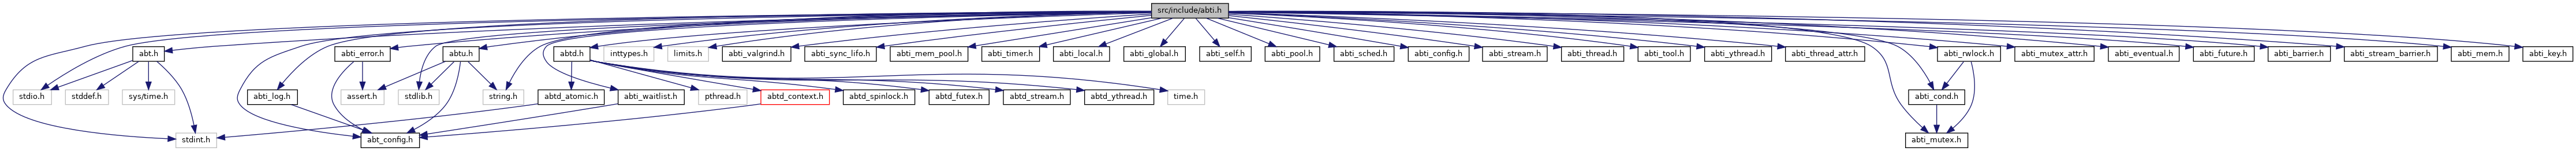 src/include/abti.h
abt.h
abti_error.h
abtu.h
abtd.h
inttypes.h
limits.h
abti_valgrind.h
abti_sync_lifo.h
abti_mem_pool.h
abti_timer.h
abti_local.h
abti_global.h
abti_self.h
abti_pool.h
abti_sched.h
abti_config.h
abti_stream.h
abti_thread.h
abti_tool.h
abti_ythread.h
abti_thread_attr.h
abti_rwlock.h
abti_mutex_attr.h
abti_eventual.h
abti_future.h
abti_barrier.h
abti_stream_barrier.h
abti_mem.h
abti_key.h
stdio.h
stddef.h
sys/time.h
abti_log.h
assert.h
stdlib.h
string.h
abtd_atomic.h
abti_waitlist.h
pthread.h
abtd_context.h
abtd_spinlock.h
abtd_futex.h
abtd_stream.h
abtd_ythread.h
time.h
abti_cond.h
stdint.h
abt_config.h
abti_mutex.h